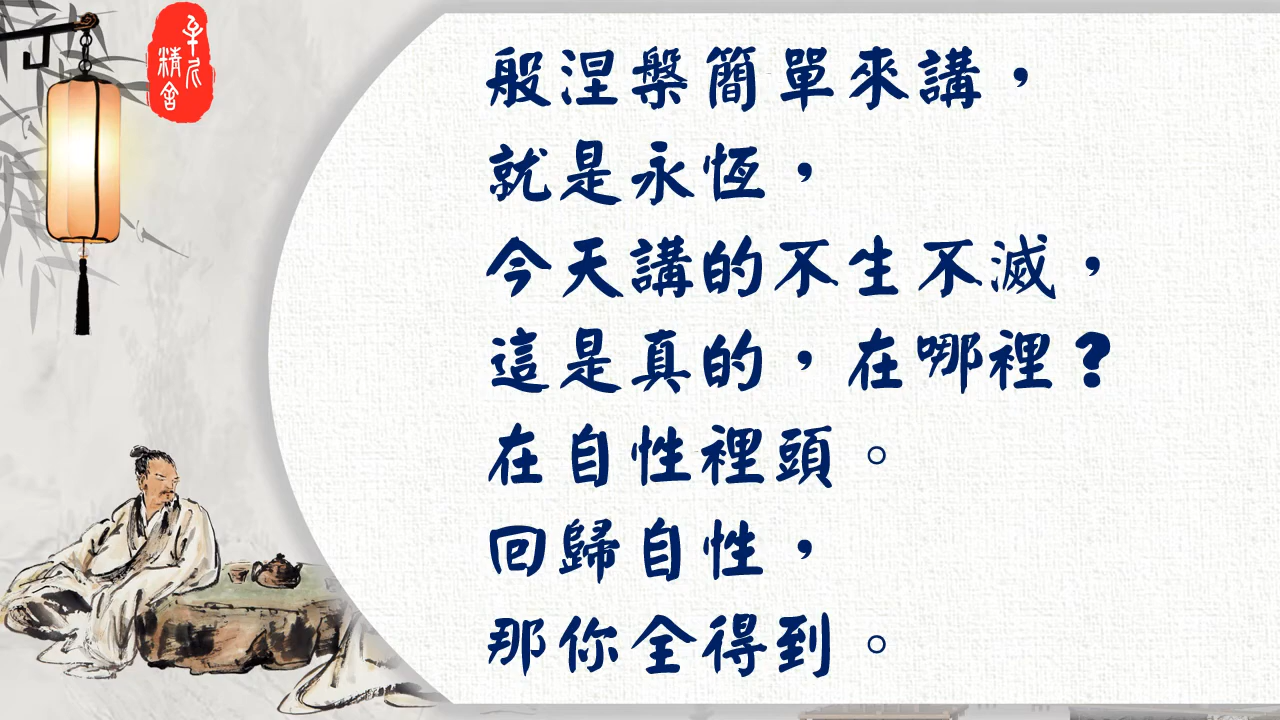 般涅槃簡單來講，
就是永恆，
今天講的不生不滅，
這是真的，在哪裡？
在自性裡頭。
回歸自性，
那你全得到。
精舍